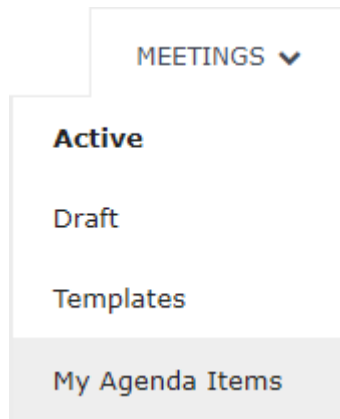 MEETINGS
Active
Draft
Templates
My Agenda Items